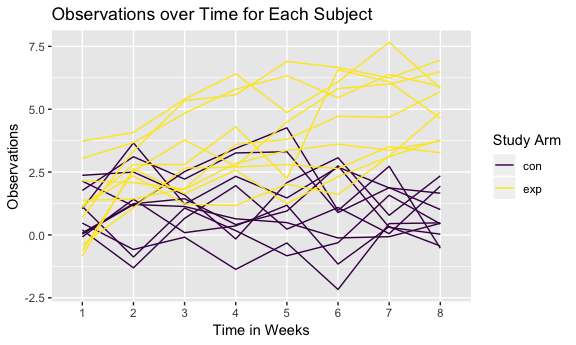 Observations over Time for Each Subject
7.5
5.0
2.5
0.0
-2.5
Observations
1 2 3 4 5 6 7 8
Time in Weeks
Study Arm
con
exp